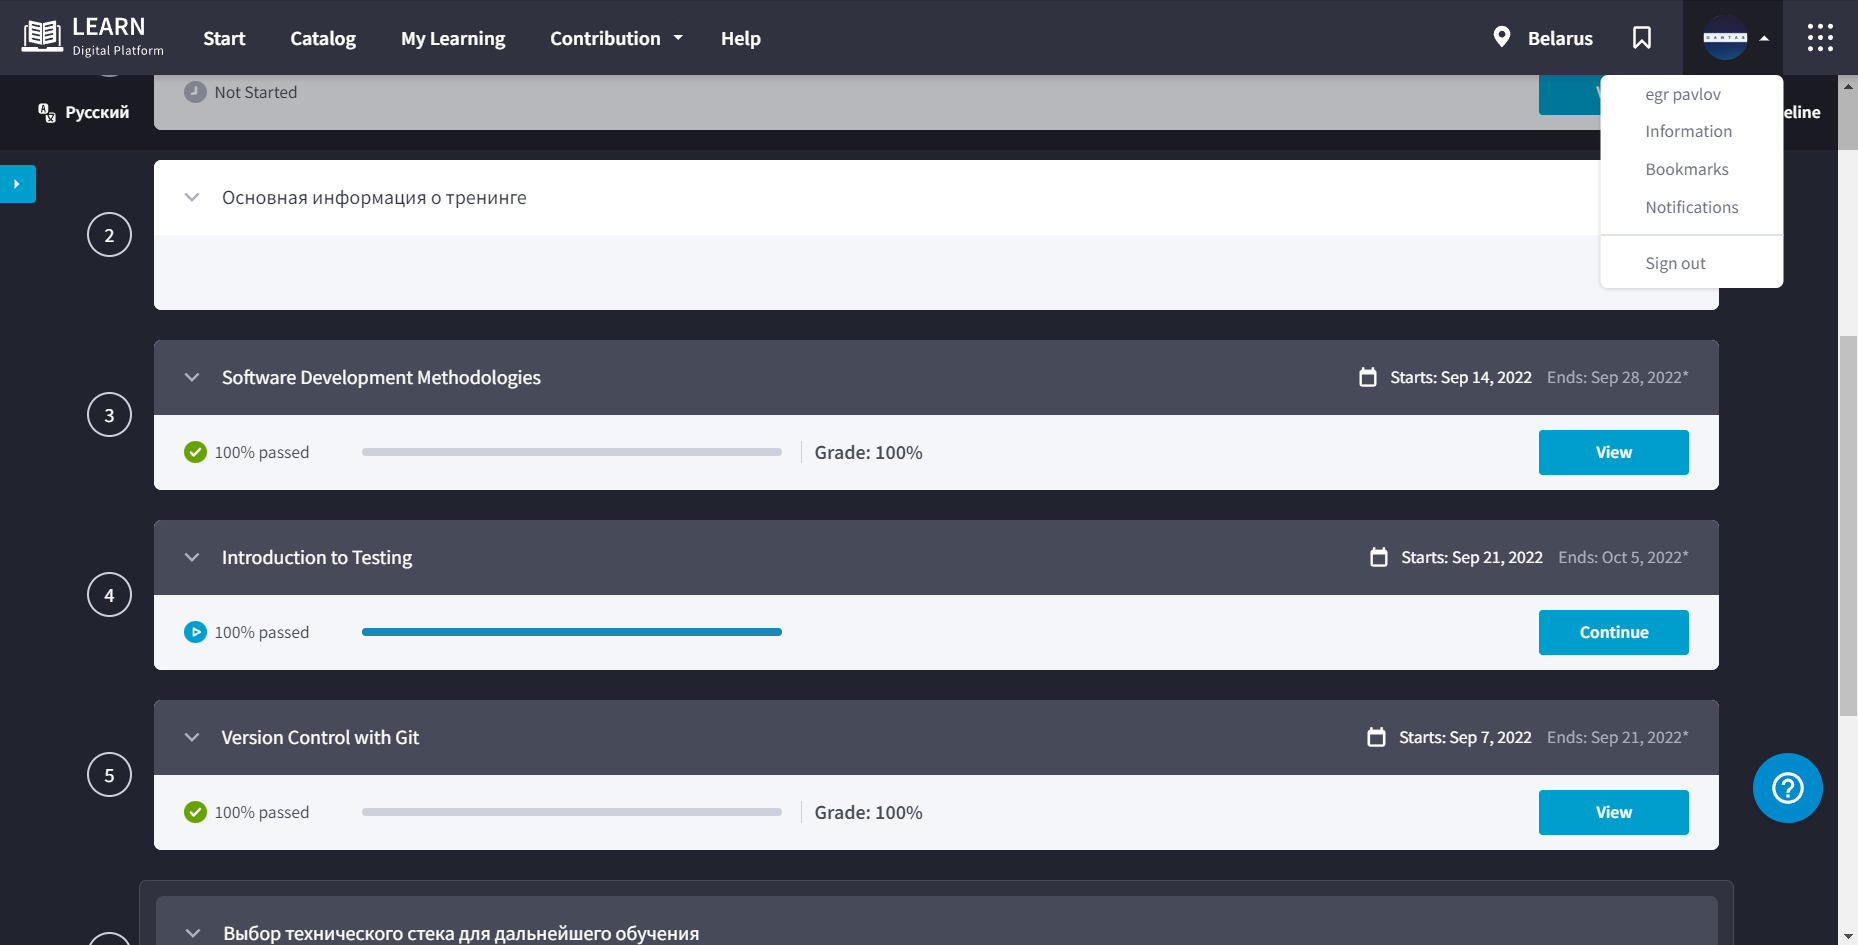 LEARN
Digital Platform
Start
Catalog
My Learning
Contribution
Help
Belarus
QANTAS
egr pavlov
Information
Bookmarks
Notifications
Sign out
Русский
Not Started
2
Основная информация о тренинге
3
Software Development Methodologies
Starts: Sep 14, 2022 Ends: Sep 28, 2022*
100% passed
Grade: 100%
View
4
Introduction to Testing
Starts: Sep 21, 2022 Ends: Oct 5, 2022*
100% passed
Continue
5
Version Control with Git
Starts: Sep 7, 2022 Ends: Sep 21, 2022*
100% passed
Grade: 100%
View
Выбор технического стека для дальнейшего обучения